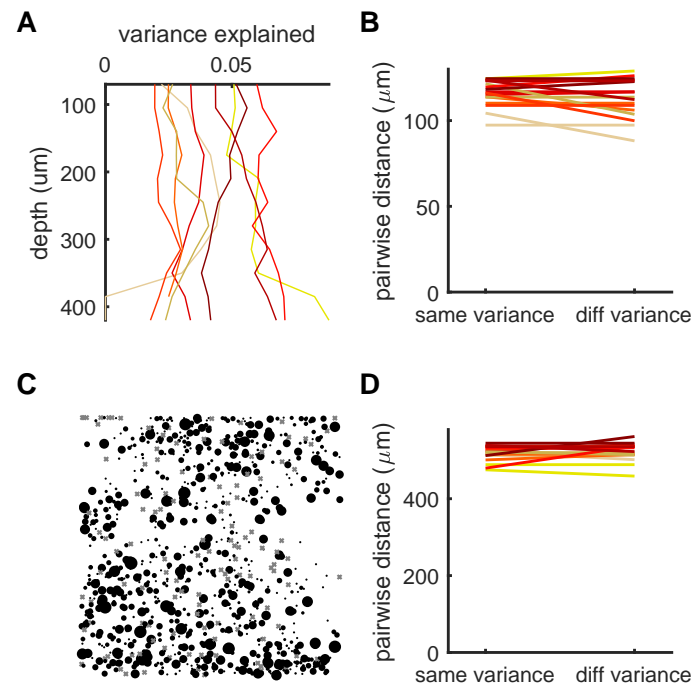 A
variance explained
0 0.05
100
200
300
400
depth (um)
B
100
50
0
pairwise distance (μm)
same variance diff variance
C
D
400
200
0
pairwise distance (μm)
same variance diff variance